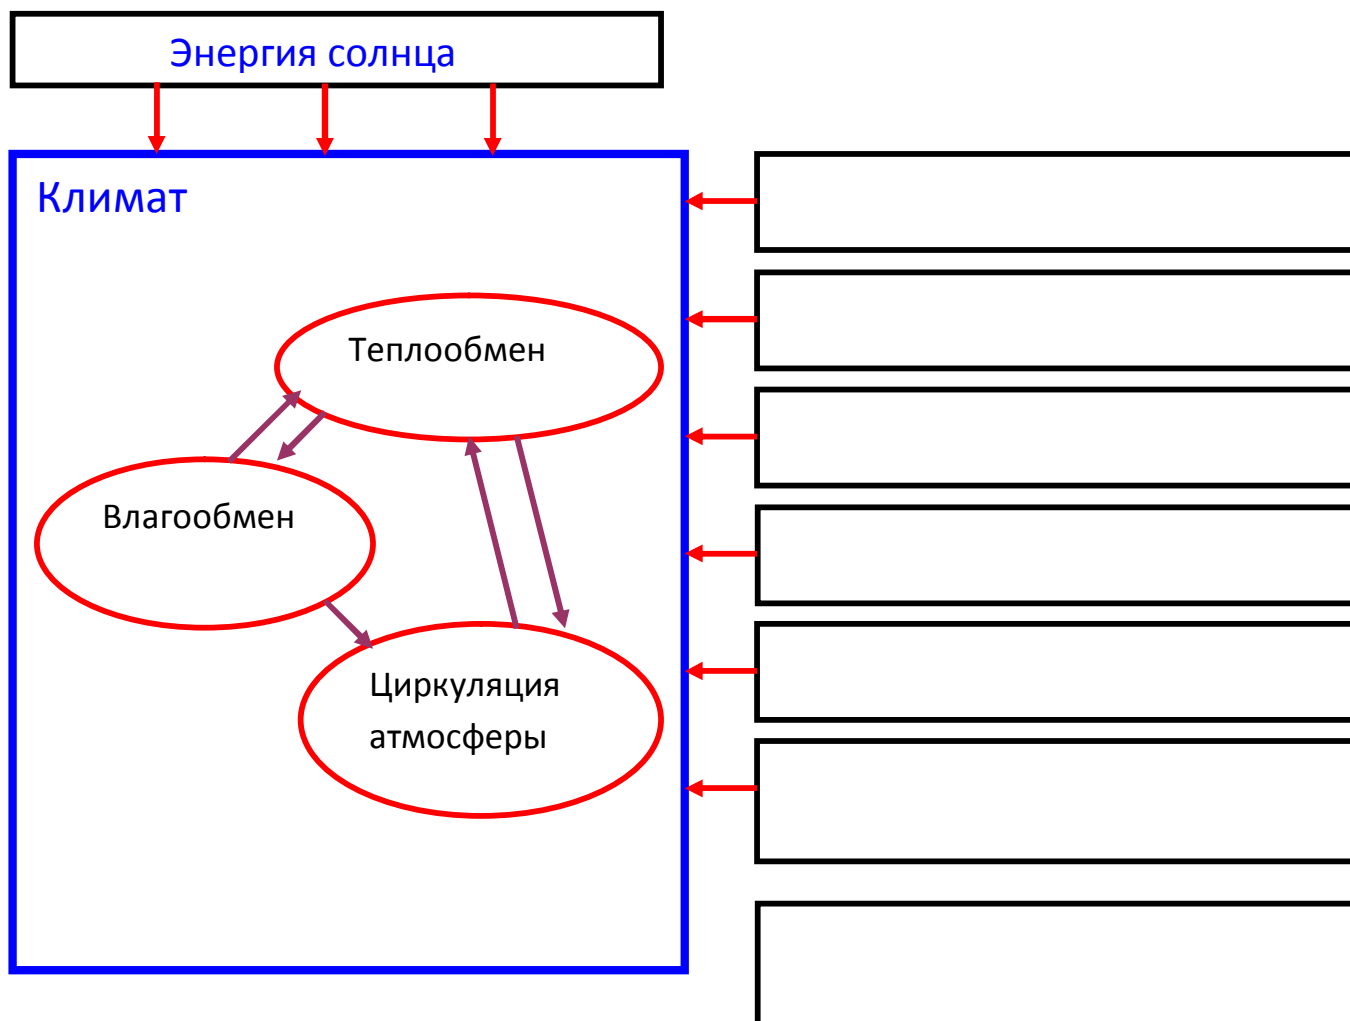 Энергия солнца
Климат
Теплообмен
Влагообмен
Циркуляция
атмосферы